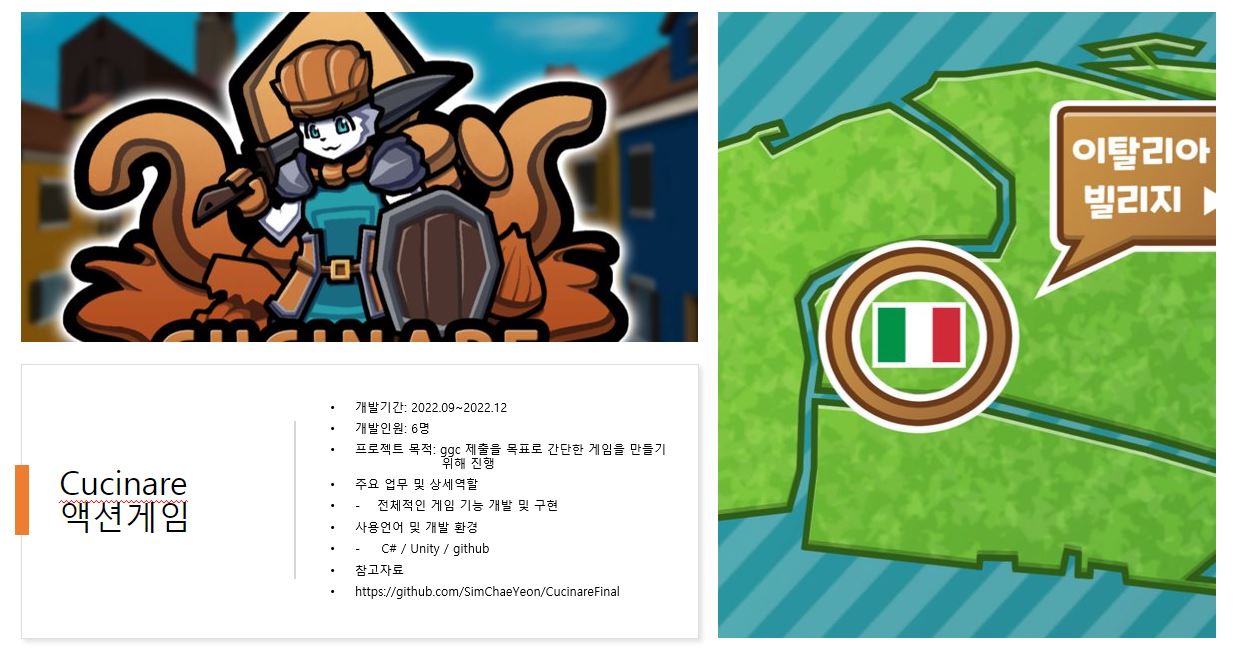 CUCINARE
이탈리아
빌리지 ▶
Cucinare
액션게임
• 개발기간: 2022.09~2022.12
• 개발인원: 6명
• 프로젝트 목적: ggc 제출을 목표로 간단한 게임을 만들기
위해 진행
• 주요 업무 및 상세역할
• - 전체적인 게임 기능 개발 및 구현
• 사용언어 및 개발 환경
• - C# / Unity / github
• 참고자료
• https://github.com/SimChaeYeon/CucinareFinal